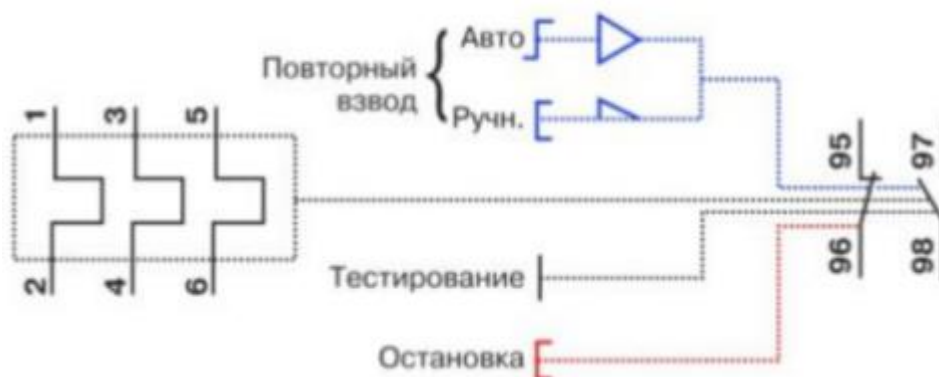 Авто
Повторный
взвод
Ручн.
1 3 5
95 97
2 4 6
96 98
Тестирование
Остановка